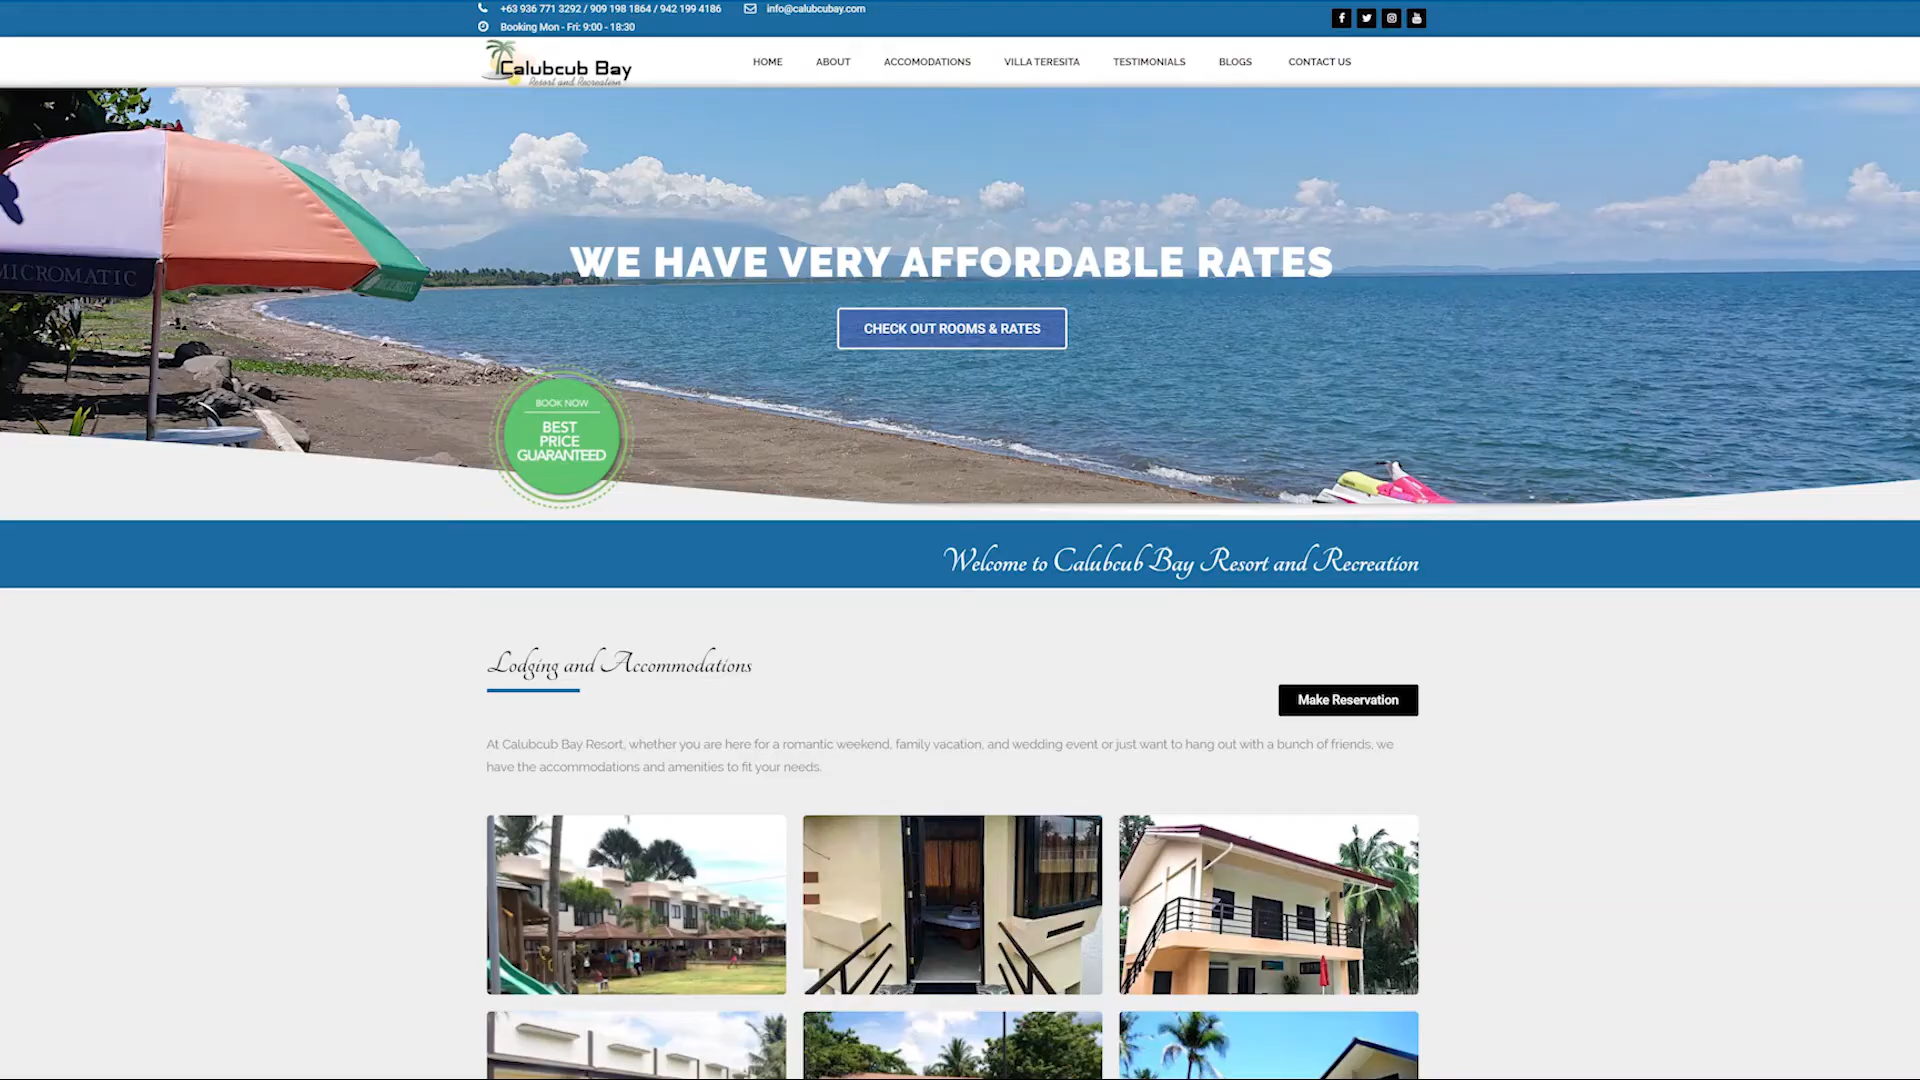 +63 936 771 3292 / 909 198 1864 / 942 199 4186 info@calubcubay.com
Booking Mon - Fri: 9:00 - 18:30
Calubcub Bay
Resort and Recreation
HOME ABOUT ACCOMODATIONS VILLA TERESITA TESTIMONIALS BLOGS CONTACT US
MICROMATIC
WE HAVE VERY AFFORDABLE RATES
CHECK OUT ROOMS & RATES
BOOK NOW
BEST
PRICE
GUARANTEED
Welcome to Calubcub Bay Resort and Recreation
Lodging and Accommodations
Make Reservation
At Calubcub Bay Resort, whether you are here for a romantic weekend, family vacation, and wedding event or just want to hang out with a bunch of friends, we
have the accommodations and amenities to fit your needs.